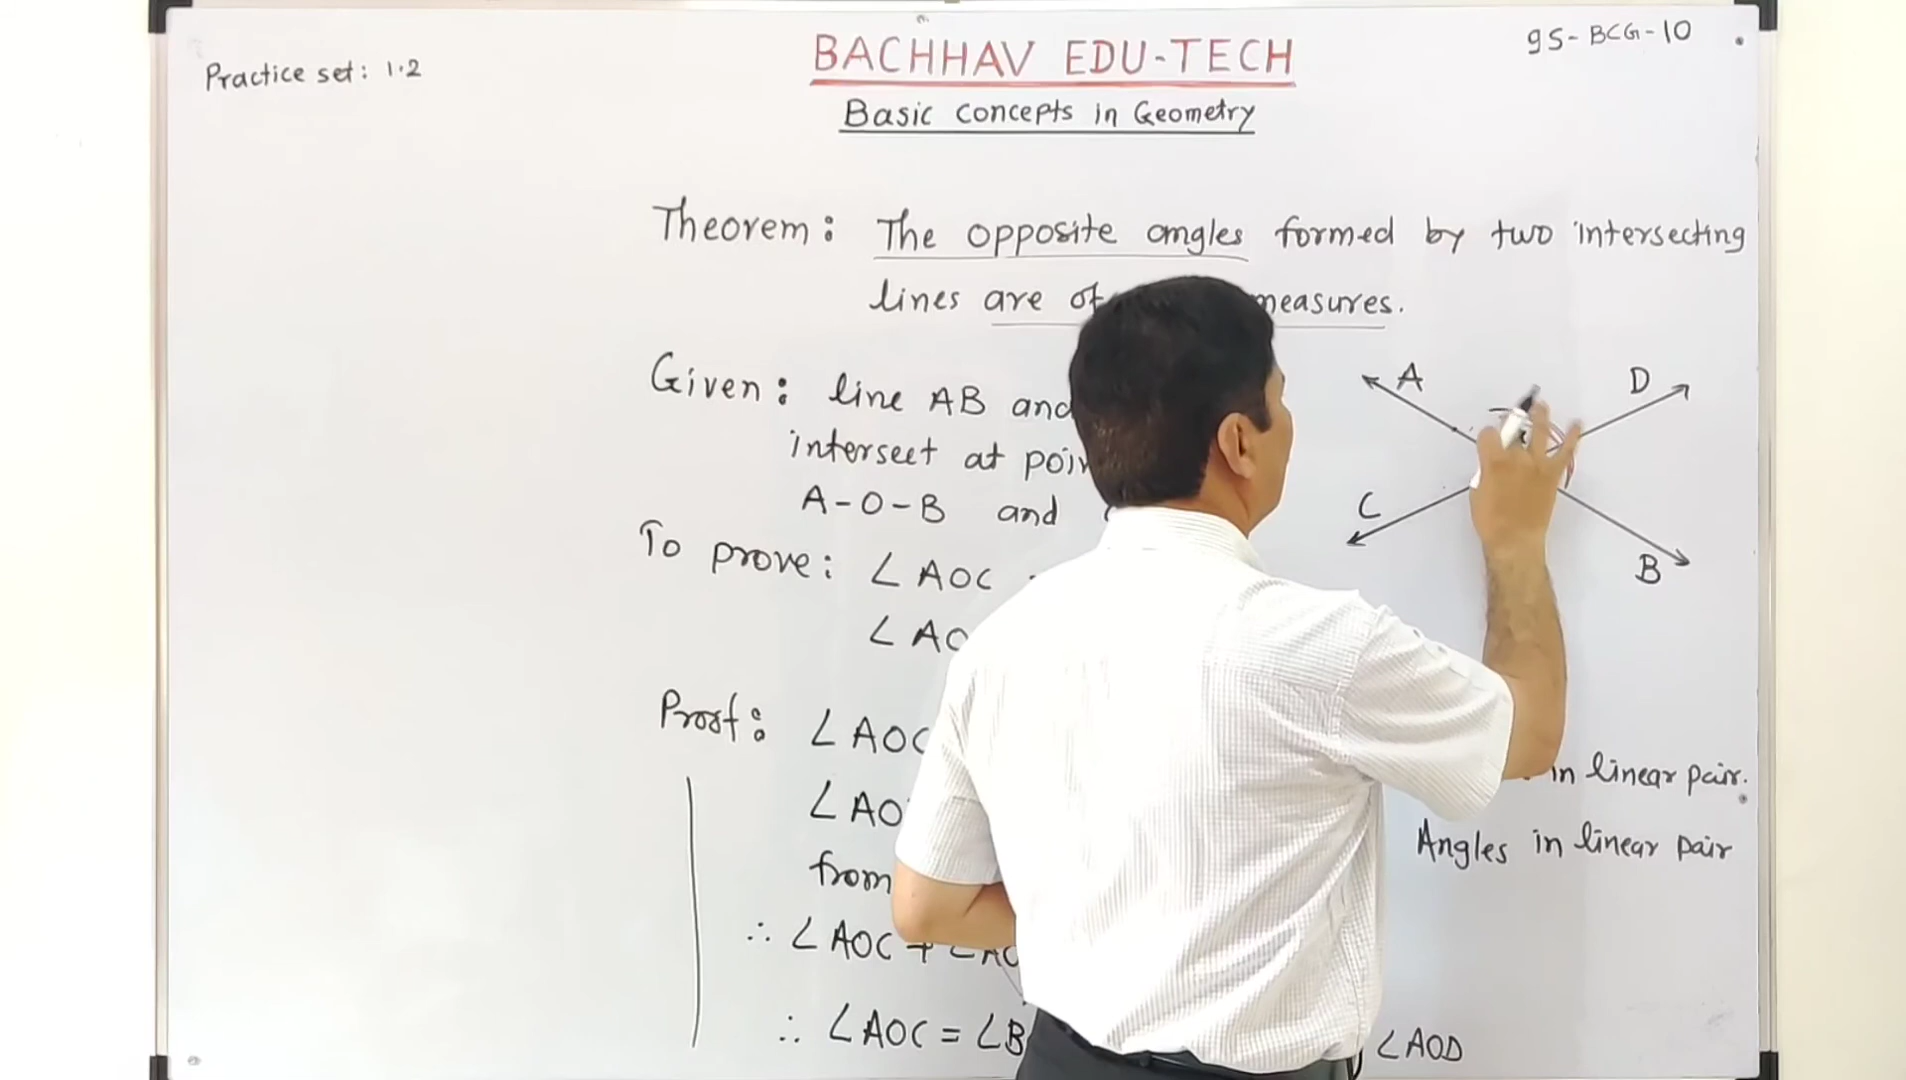 BACHHAV EDU-TECH
9S-BCG-10
Practice set: 1.2
Basic concepts in Geometry
Theorem: The opposite angles formed by two intersecting
lines are of measures.
Given: line AB and
intersect at
A-O-B and
To prove: ∠AOC
∠AO
Proof: ∠AOC
∠AO
from
∴ ∠AOC + ∠AO
∴ ∠AOC = ∠B
∠AOD
in linear pair.
Angles in linear pair
A
D
C
B